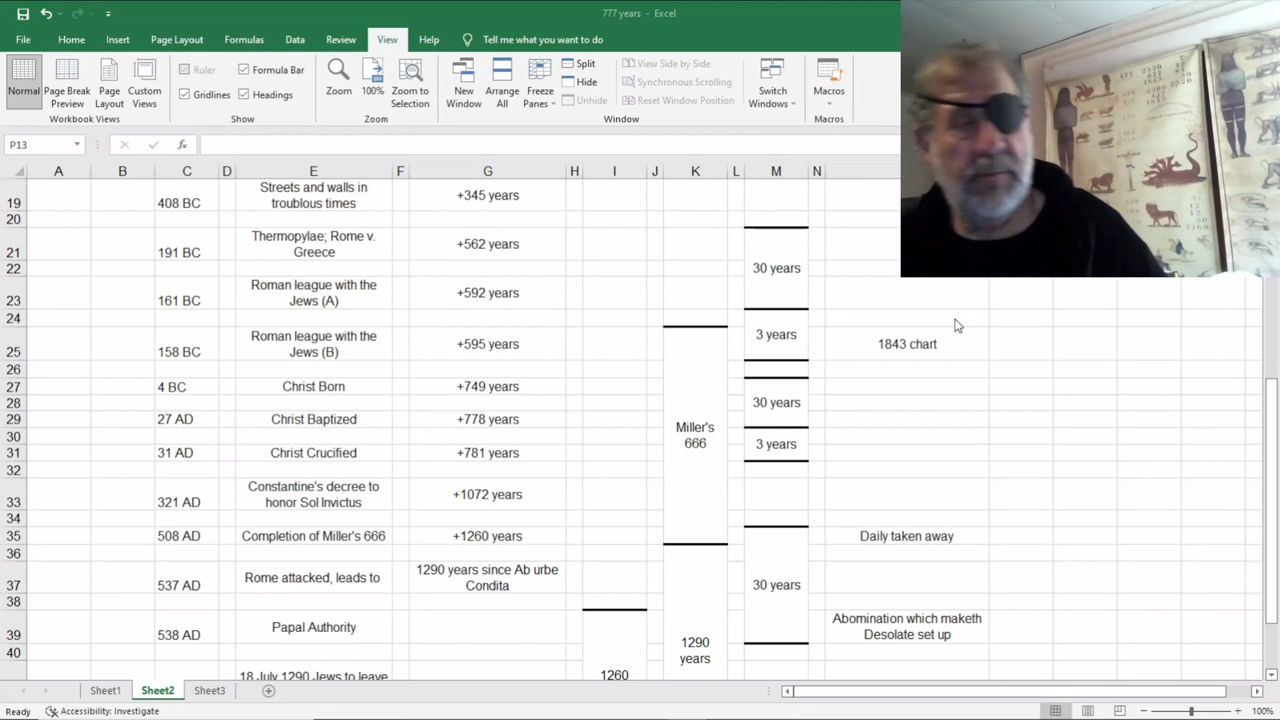 777 years - Excel
File Home Insert Page Layout Formulas Data Review View Help Tell me what you want to do
Normal
Page Break Preview
Page Layout
Custom Views
Ruler
Formula Bar
Gridlines
Headings
Workbook Views
Show
Zoom
100%
Zoom to Selection
Zoom
New Window
Arrange All
Freeze Panes
Split
Hide
Unhide
View Side by Side
Synchronous Scrolling
Reset Window Position
Window
Switch Windows
Macros
Macros
P13
fx
A B C D E F G H I J K L M N
19 408 BC Streets and walls in troublous times +345 years
20
21 191 BC Thermopylae; Rome v. Greece +562 years
22 30 years
23 161 BC Roman league with the Jews (A) +592 years
24
25 158 BC Roman league with the Jews (B) +595 years 3 years 1843 chart
26
27 4 BC Christ Born +749 years
28 30 years
29 27 AD Christ Baptized +778 years Miller's 666
30
31 31 AD Christ Crucified +781 years 3 years
32
33 321 AD Constantine's decree to honor Sol Invictus +1072 years
34
35 508 AD Completion of Miller's 666 +1260 years Daily taken away
36
37 537 AD Rome attacked, leads to 1290 years since Ab urbe Condita 30 years
38
39 538 AD Papal Authority 1290 years Abomination which maketh Desolate set up
40
18 July 1290 Jews to leave 1260
Sheet1 Sheet2 Sheet3
Ready Accessibility: Investigate 100%